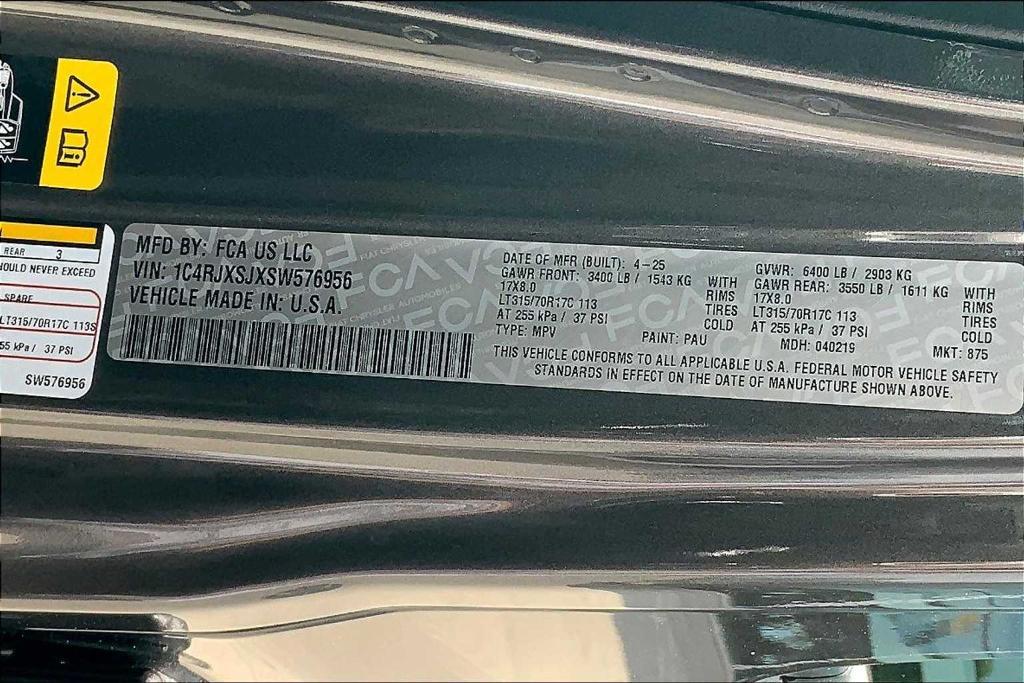 REAR 3
HOULD NEVER EXCEED
SPARE
LT315/70R17C 113S
55 kPa / 37 PSI
SW576956
MFD BY: FCA US LLC
VIN: 1C4RJXSJXSW576956
VEHICLE MADE IN: U.S.A.
DATE OF MFR (BUILT): 4-25
GAWR FRONT: 3400 LB / 1543 KG WITH
17X8.0 RIMS
LT315/70R17C 113 TIRES
AT 255 kPa / 37 PSI COLD
TYPE: MPV PAINT: PAU
GVWR: 6400 LB / 2903 KG
GAWR REAR: 3550 LB / 1611 KG WITH
17X8.0 RIMS
LT315/70R17C 113 TIRES
AT 255 kPa / 37 PSI COLD
MDH: 040219 MKT: 875
THIS VEHICLE CONFORMS TO ALL APPLICABLE U.S.A. FEDERAL MOTOR VEHICLE SAFETY
STANDARDS IN EFFECT ON THE DATE OF MANUFACTURE SHOWN ABOVE.